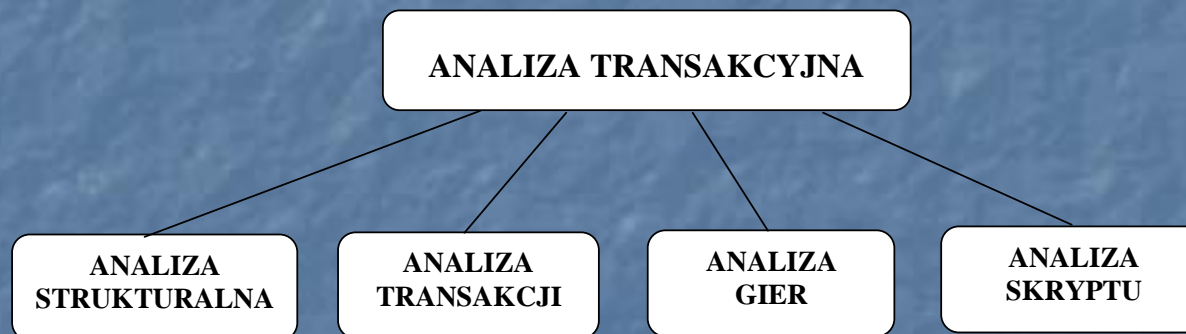 ANALIZA TRANSAKCYJNA
ANALIZA
STRUKTURALNA
ANALIZA
TRANSAKCJI
ANALIZA
GIER
ANALIZA
SKRYPTU